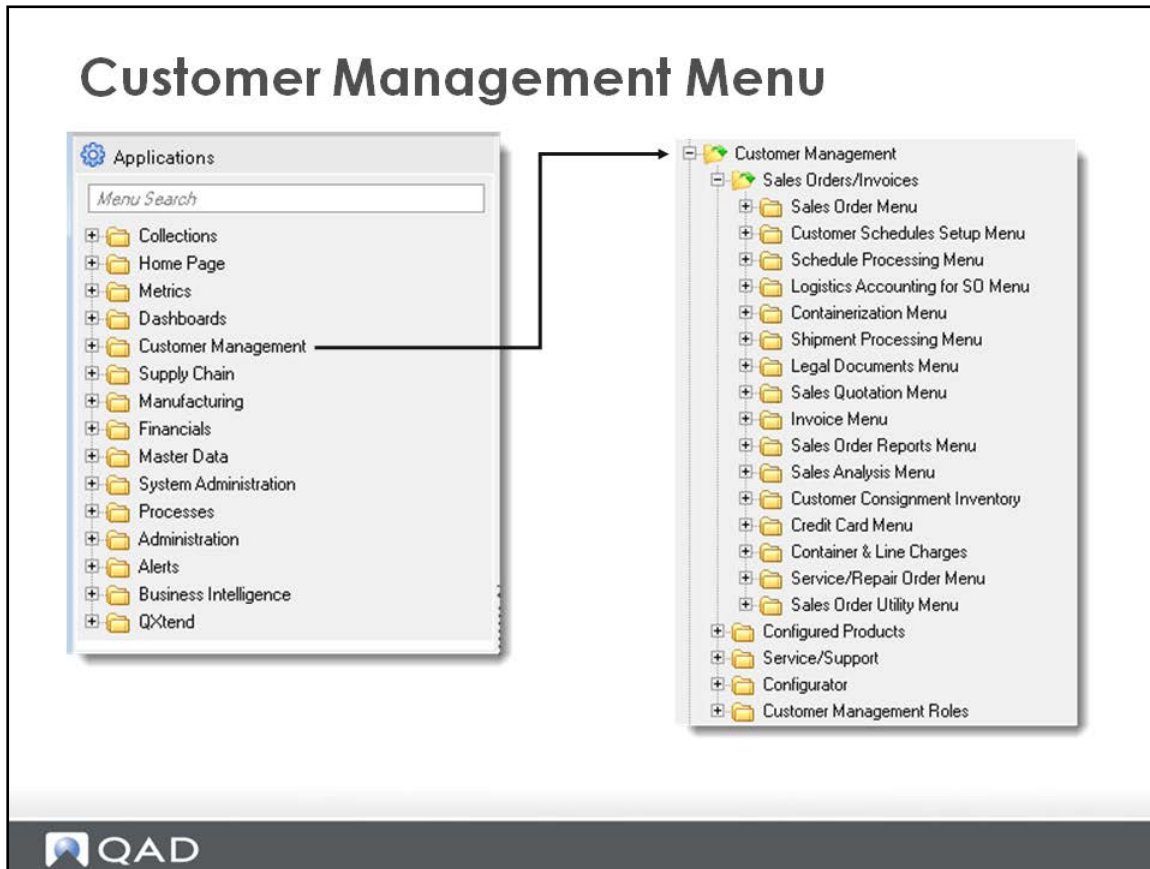 Customer Management Menu
Applications
Menu Search
Collections
Home Page
Metrics
Dashboards
Customer Management
Supply Chain
Manufacturing
Financials
Master Data
System Administration
Processes
Administration
Alerts
Business Intelligence
QXtend
Customer Management
Sales Orders/Invoices
Sales Order Menu
Customer Schedules Setup Menu
Schedule Processing Menu
Logistics Accounting for SO Menu
Containerization Menu
Shipment Processing Menu
Legal Documents Menu
Sales Quotation Menu
Invoice Menu
Sales Order Reports Menu
Sales Analysis Menu
Customer Consignment Inventory
Credit Card Menu
Container & Line Charges
Service/Repair Order Menu
Sales Order Utility Menu
Configured Products
Service/Support
Configurator
Customer Management Roles
QAD